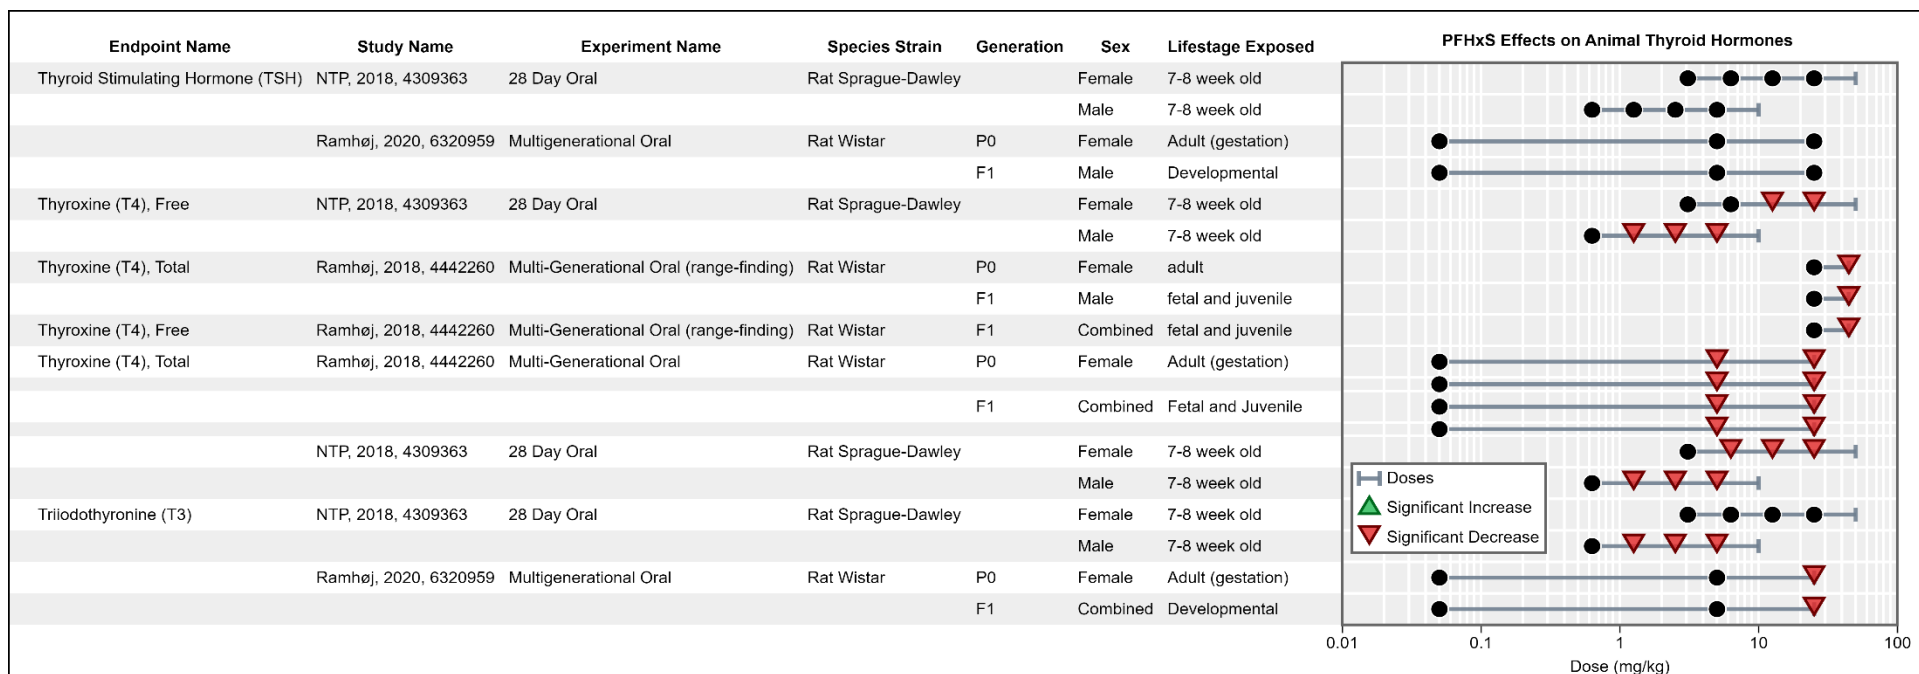 Endpoint Name Study Name Experiment Name Species Strain Generation Sex Lifestage Exposed PFHxS Effects on Animal Thyroid Hormones
Thyroid Stimulating Hormone (TSH) NTP, 2018, 4309363 28 Day Oral Rat Sprague-Dawley Female 7-8 week old
Male 7-8 week old
Ramhøj, 2020, 6320959 Multigenerational Oral Rat Wistar P0 Female Adult (gestation)
F1 Male Developmental
Thyroxine (T4), Free NTP, 2018, 4309363 28 Day Oral Rat Sprague-Dawley Female 7-8 week old
Male 7-8 week old
Thyroxine (T4), Total Ramhøj, 2018, 4442260 Multi-Generational Oral (range-finding) Rat Wistar P0 Female adult
F1 Male fetal and juvenile
Thyroxine (T4), Free Ramhøj, 2018, 4442260 Multi-Generational Oral (range-finding) Rat Wistar F1 Combined fetal and juvenile
Thyroxine (T4), Total Ramhøj, 2018, 4442260 Multi-Generational Oral Rat Wistar P0 Female Adult (gestation)
F1 Combined Fetal and Juvenile
NTP, 2018, 4309363 28 Day Oral Rat Sprague-Dawley Female 7-8 week old
Male 7-8 week old
Triiodothyronine (T3) NTP, 2018, 4309363 28 Day Oral Rat Sprague-Dawley Female 7-8 week old
Male 7-8 week old
Ramhøj, 2020, 6320959 Multigenerational Oral Rat Wistar P0 Female Adult (gestation)
F1 Combined Developmental
Doses
Significant Increase
Significant Decrease
0.01 0.1 1 10 100
Dose (mg/kg)